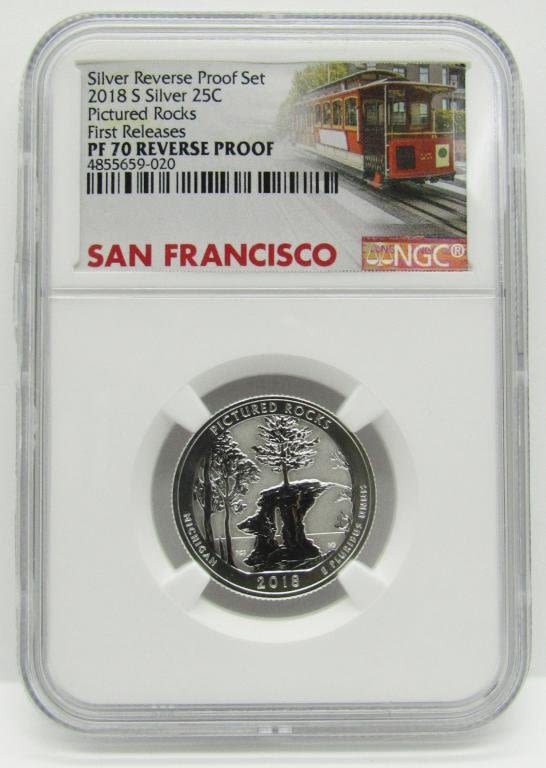 Silver Reverse Proof Set
2018 S Silver 25C
Pictured Rocks
First Releases
PF 70 REVERSE PROOF
4855659-020
SAN FRANCISCO
NGC®
PICTURED ROCKS
MICHIGAN
2018
E PLURIBUS UNUM